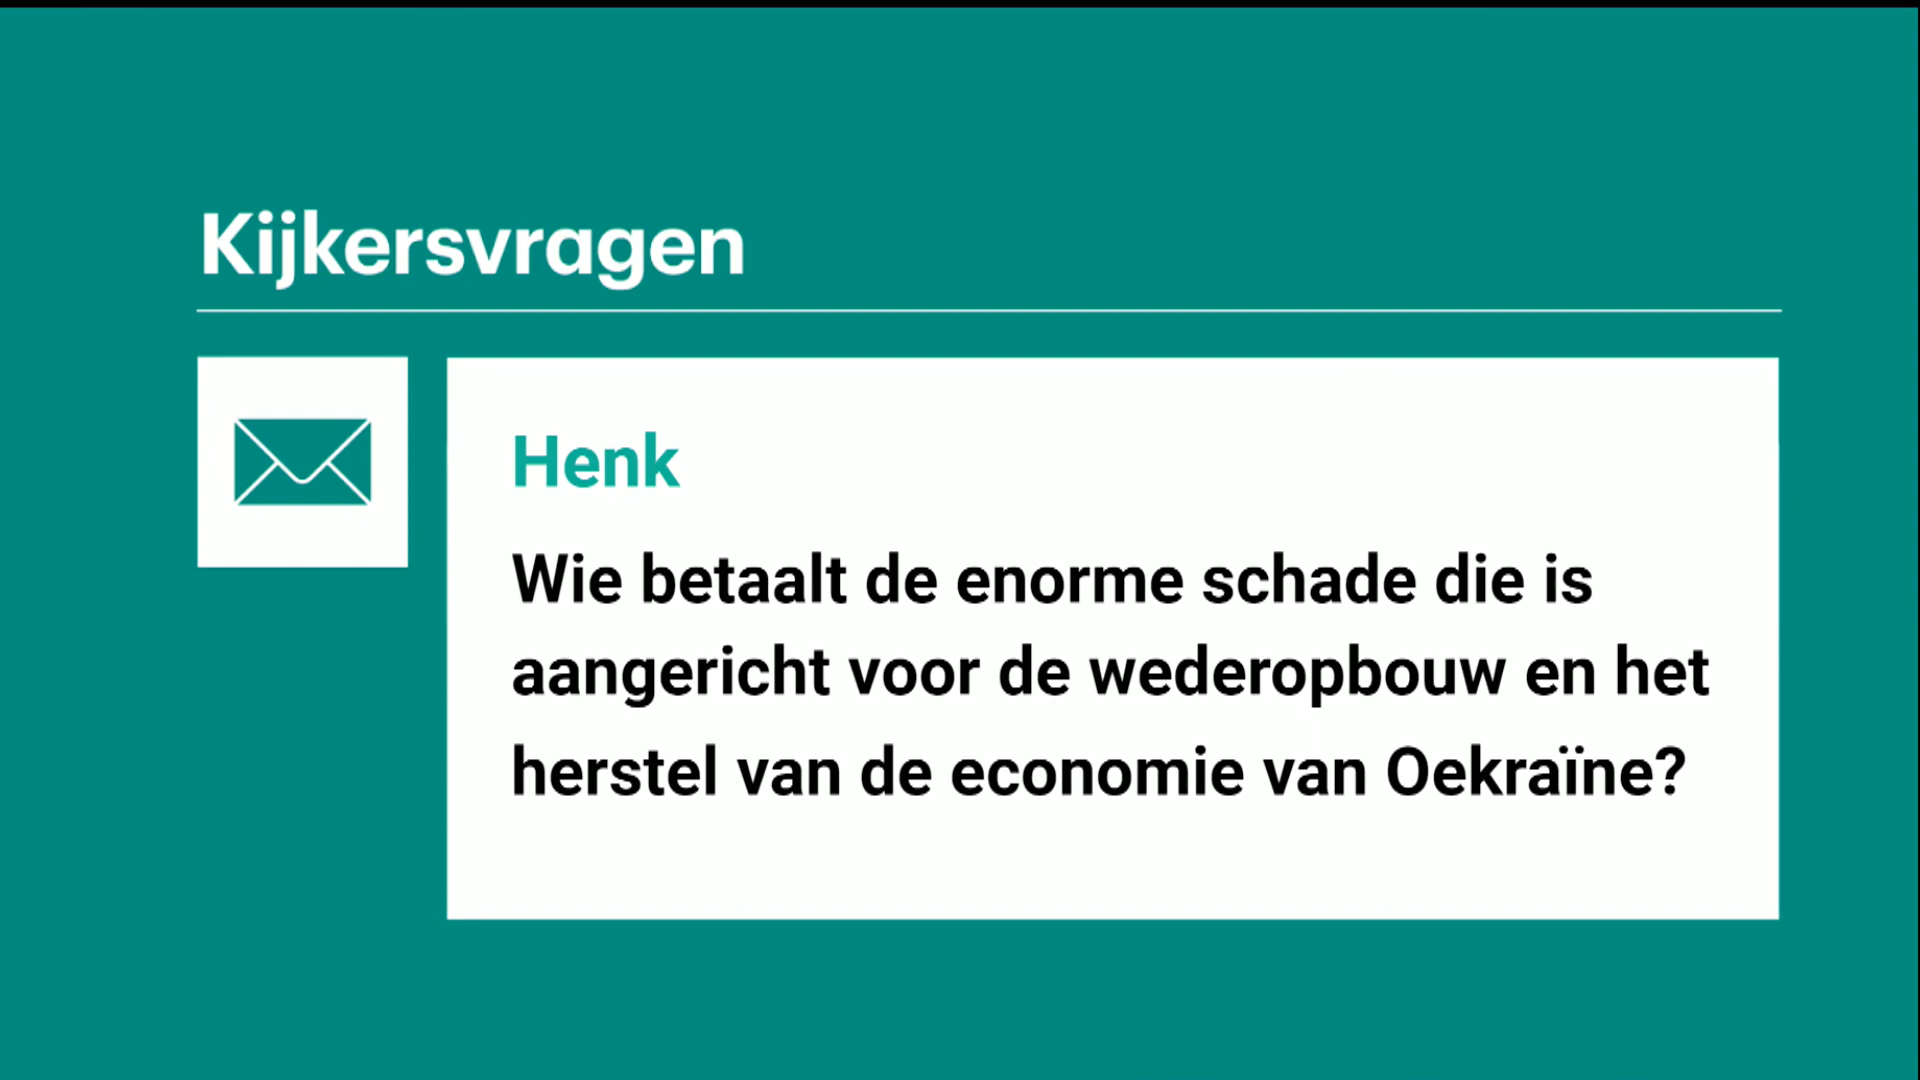 Kijkersvragen
Henk
Wie betaalt de enorme schade die is
aangericht voor de wederopbouw en het
herstel van de economie van Oekraïne?